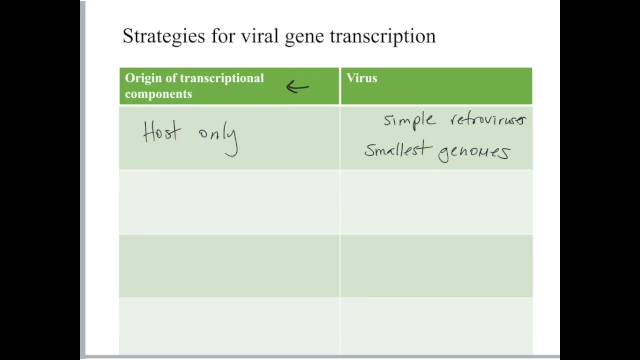 Strategies for viral gene transcription
Origin of transcriptional
components
Virus
Host only
simple retroviruses
smallest genomes